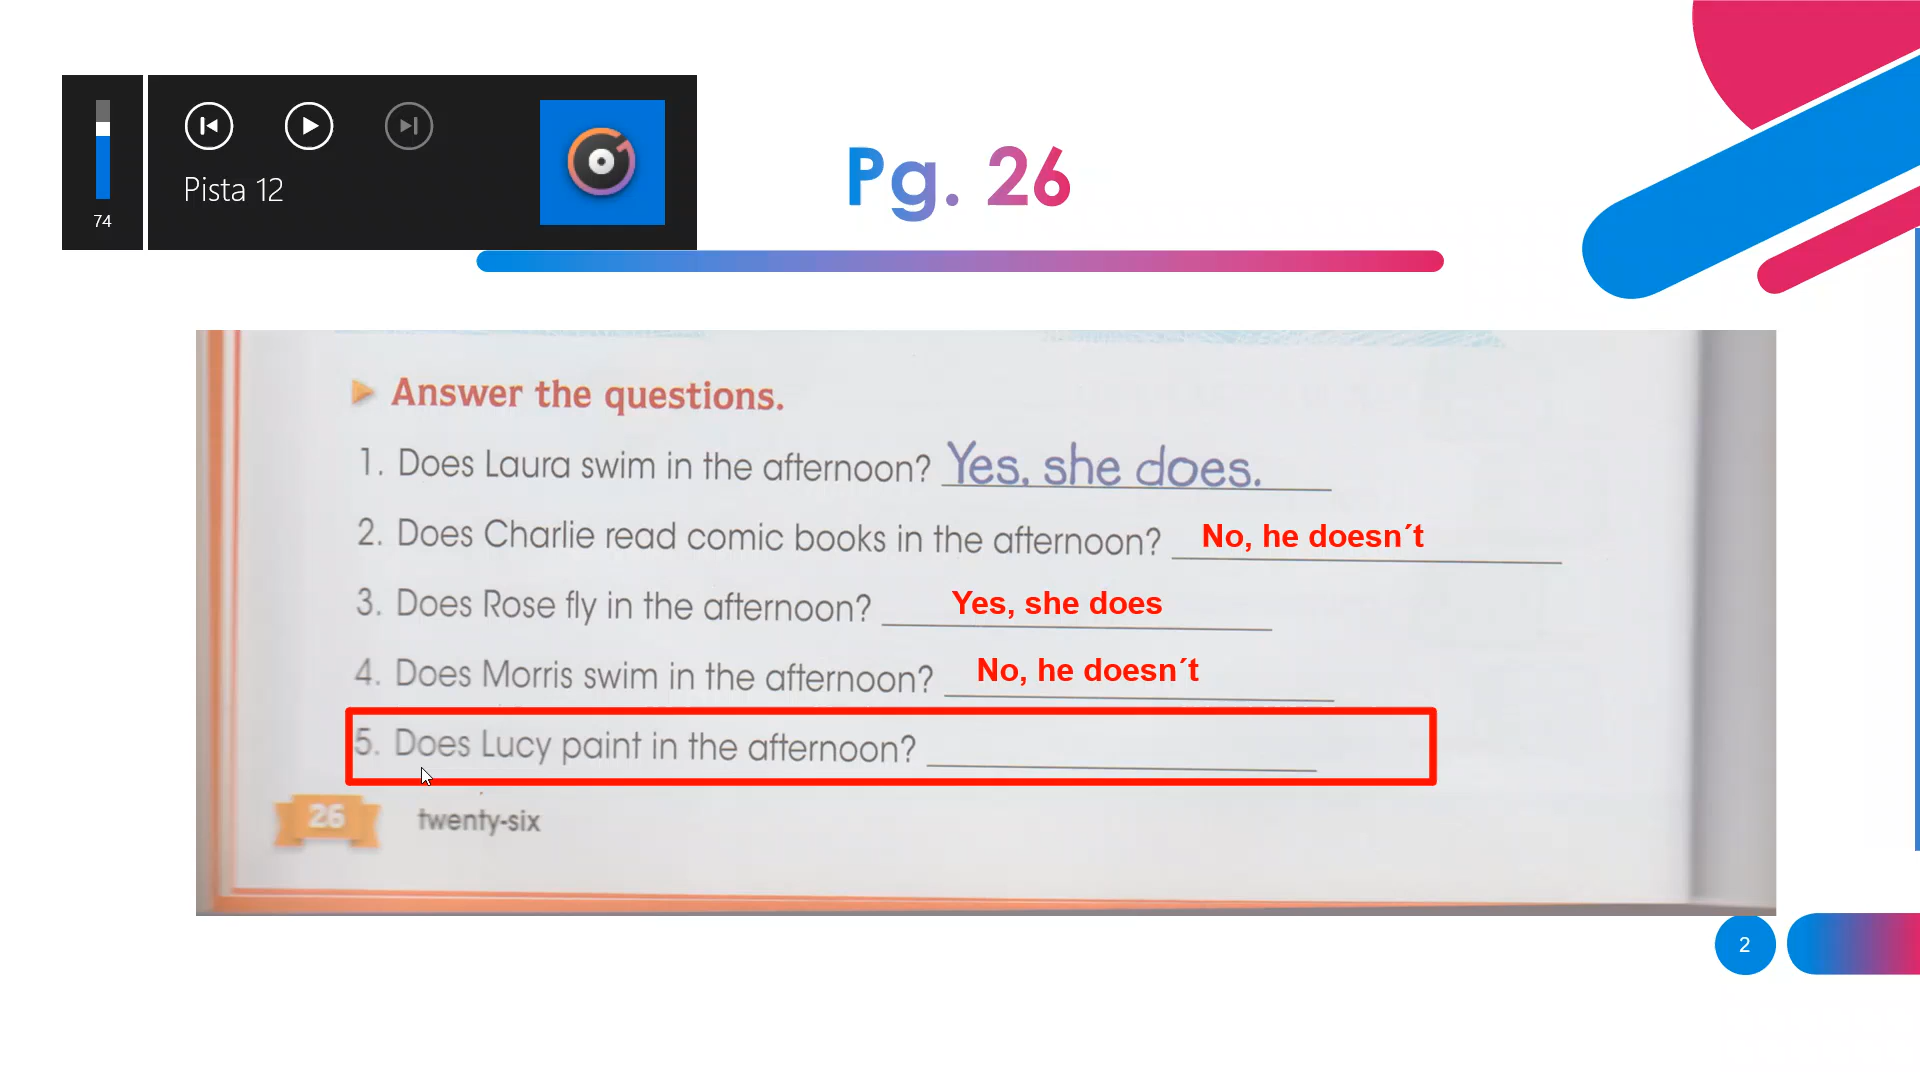 74
Pista 12
Pg. 26
Answer the questions.
1. Does Laura swim in the afternoon? Yes, she does.
2. Does Charlie read comic books in the afternoon? No, he doesn´t
3. Does Rose fly in the afternoon? Yes, she does
4. Does Morris swim in the afternoon? No, he doesn´t
5. Does Lucy paint in the afternoon?
26 twenty-six
2